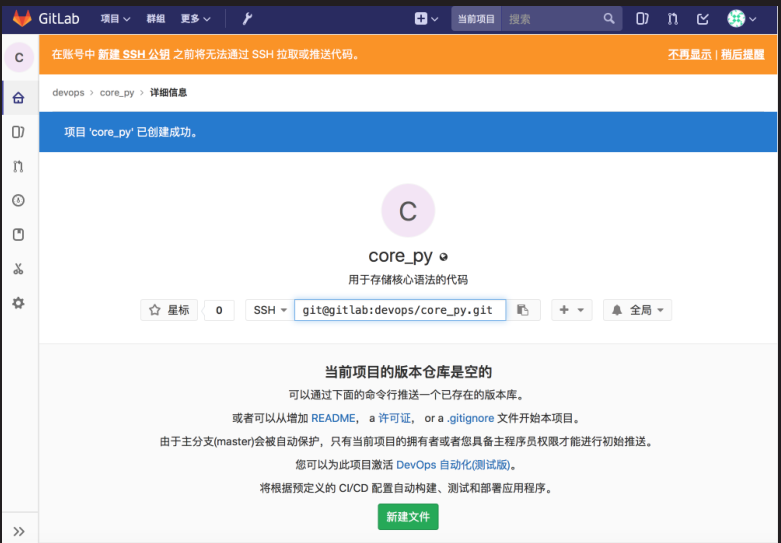 GitLab 项目 群组 更多 当前项目 搜索
C
在账号中 新建 SSH 公钥 之前将无法通过 SSH 拉取或推送代码。 不再显示 | 稍后提醒
devops > core_py > 详细信息
项目 'core_py' 已创建成功。
C
core_py
用于存储核心语法的代码
星标 0 SSH git@gitlab:devops/core_py.git 全局
当前项目的版本仓库是空的
可以通过下面的命令行推送一个已存在的版本库。
或者可以从增加 README， a 许可证， or a .gitignore 文件开始本项目。
由于主分支(master)会被自动保护，只有当前项目的拥有者或者您具备主程序员权限才能进行初始推送。
您可以为此项目激活 DevOps 自动化(测试版)。
将根据预定义的 CI/CD 配置自动构建、测试和部署应用程序。
新建文件